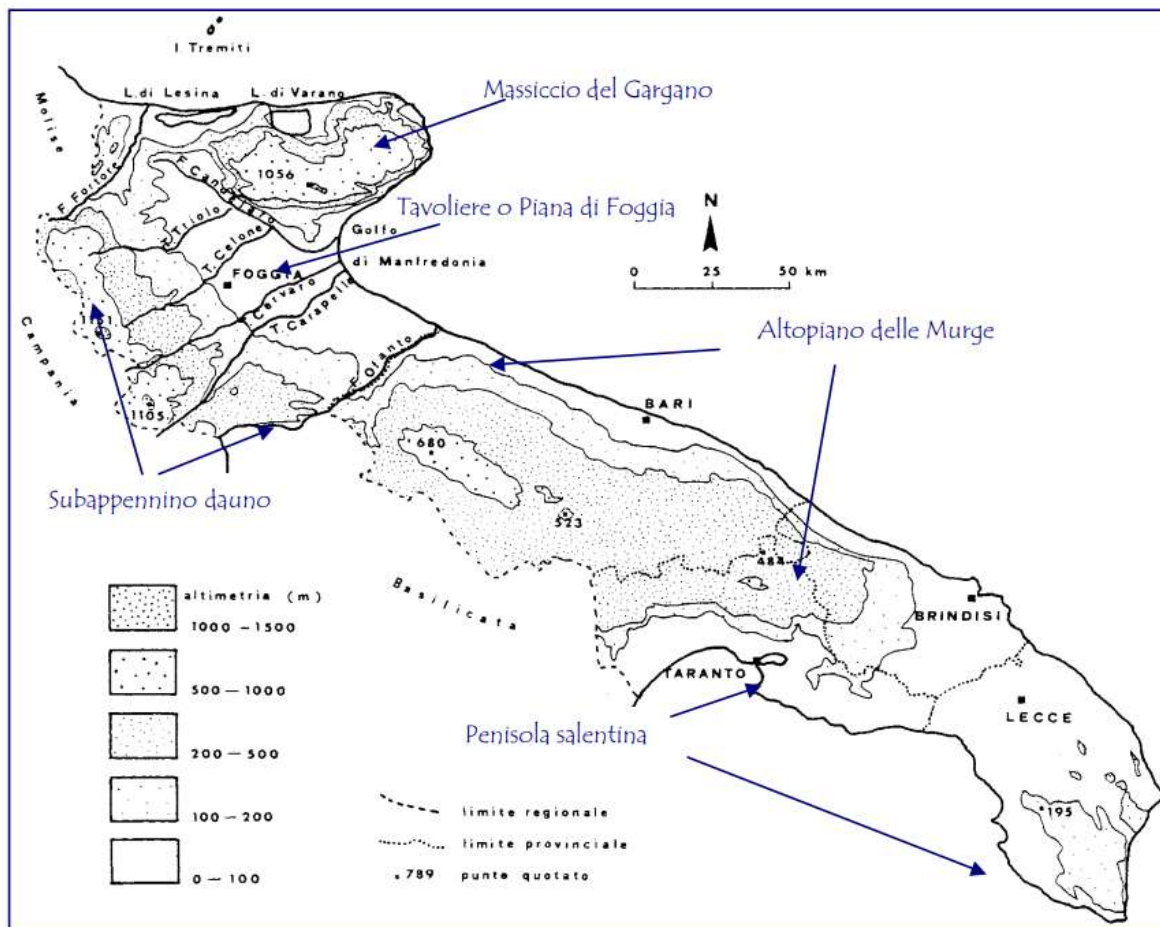 I Tremiti
L. di Lesina
L. di Varano
Massiccio del Gargano
Molise
F. Fortore
1056
F. Candelaro
Tavoliere o Piana di Foggia
N
T. Triolo
T. Celone
Golfo
di Manfredonia
FOGGIA
0 25 50 km
Cervaro
T. Carapelle
1151
Campania
Altopiano delle Murge
F. Ofanto
1105
BARI
680
Subappennino dauno
523
484
Basilicata
BRINDISI
TARANTO
LECCE
Penisola salentina
195
altimetria (m)
1000–1500
500–1000
200–500
100–200
0–100
limite regionale
limite provinciale
.789 punto quotato